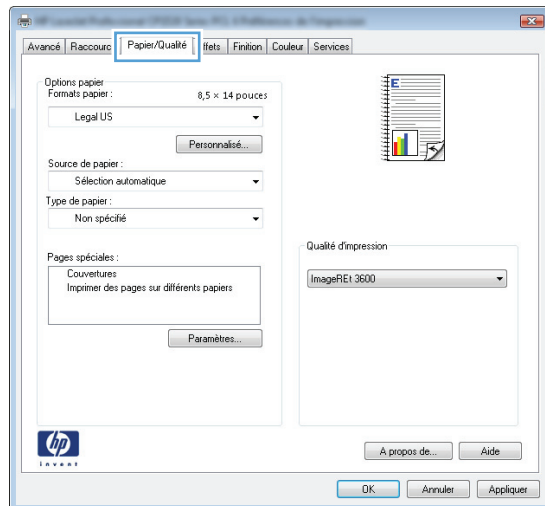 Avancé Raccourc Papier/Qualité ffets Finition Couleur Services
Options papier
Formats papier :
8,5 × 14 pouces
Legal US
Personnalisé...
Source de papier :
Sélection automatique
Type de papier :
Non spécifié
Pages spéciales :
Couvertures
Imprimer des pages sur différents papiers
Paramètres...
E
Qualité d'impression
ImageREt 3600
hp
invent
A propos de... Aide
OK Annuler Appliquer